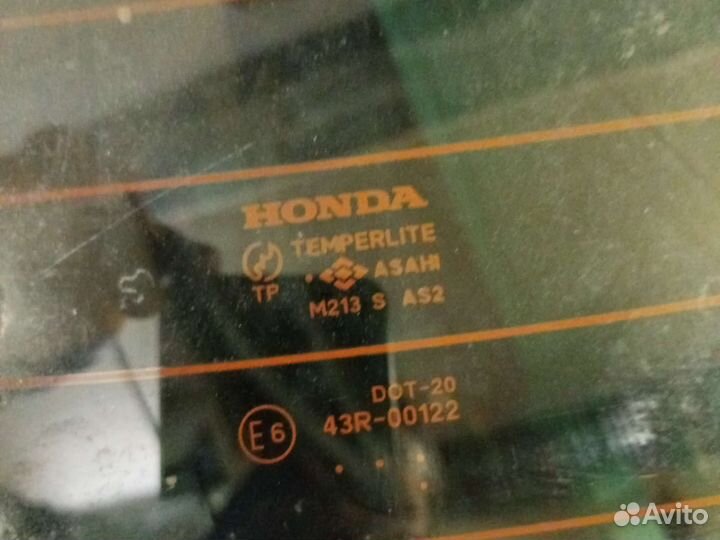 HONDA
TEMPERLITE
ASAHI
TP
M213 S AS2
DOT-20
E6 43R-00122
Avito